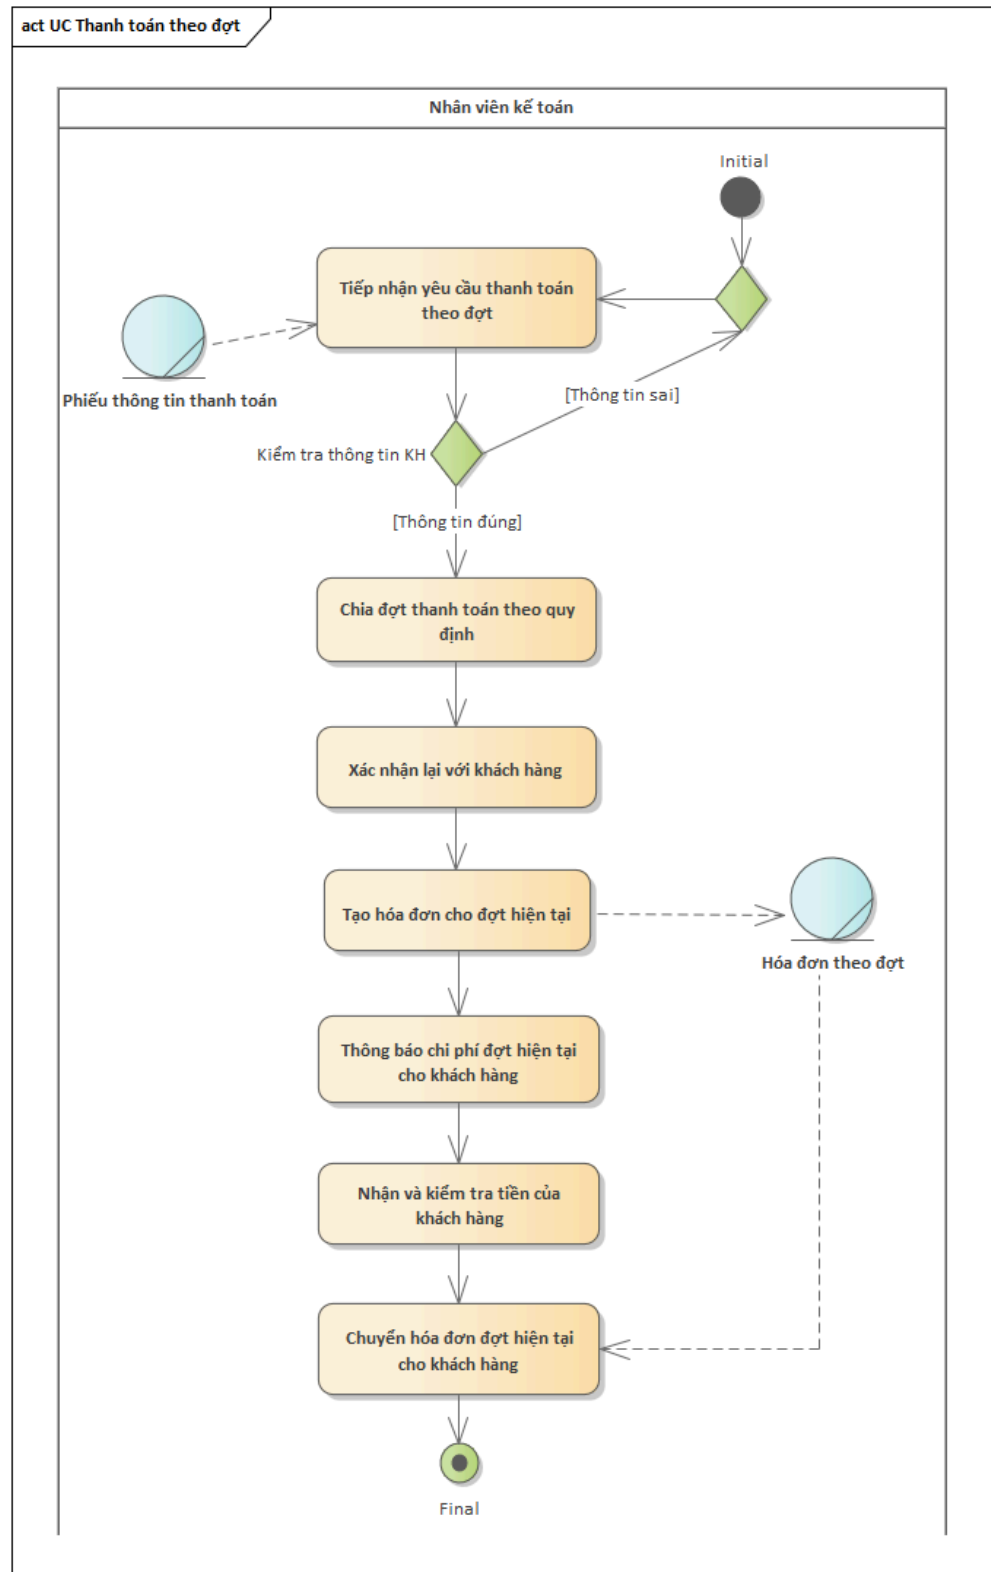 act UC Thanh toán theo đợt
Nhân viên kế toán
Initial
Tiếp nhận yêu cầu thanh toán
theo đợt
Phiếu thông tin thanh toán
[Thông tin sai]
Kiểm tra thông tin KH
[Thông tin đúng]
Chia đợt thanh toán theo quy
định
Xác nhận lại với khách hàng
Tạo hóa đơn cho đợt hiện tại
Hóa đơn theo đợt
Thông báo chi phí đợt hiện tại
cho khách hàng
Nhận và kiểm tra tiền của
khách hàng
Chuyển hóa đơn đợt hiện tại
cho khách hàng
Final